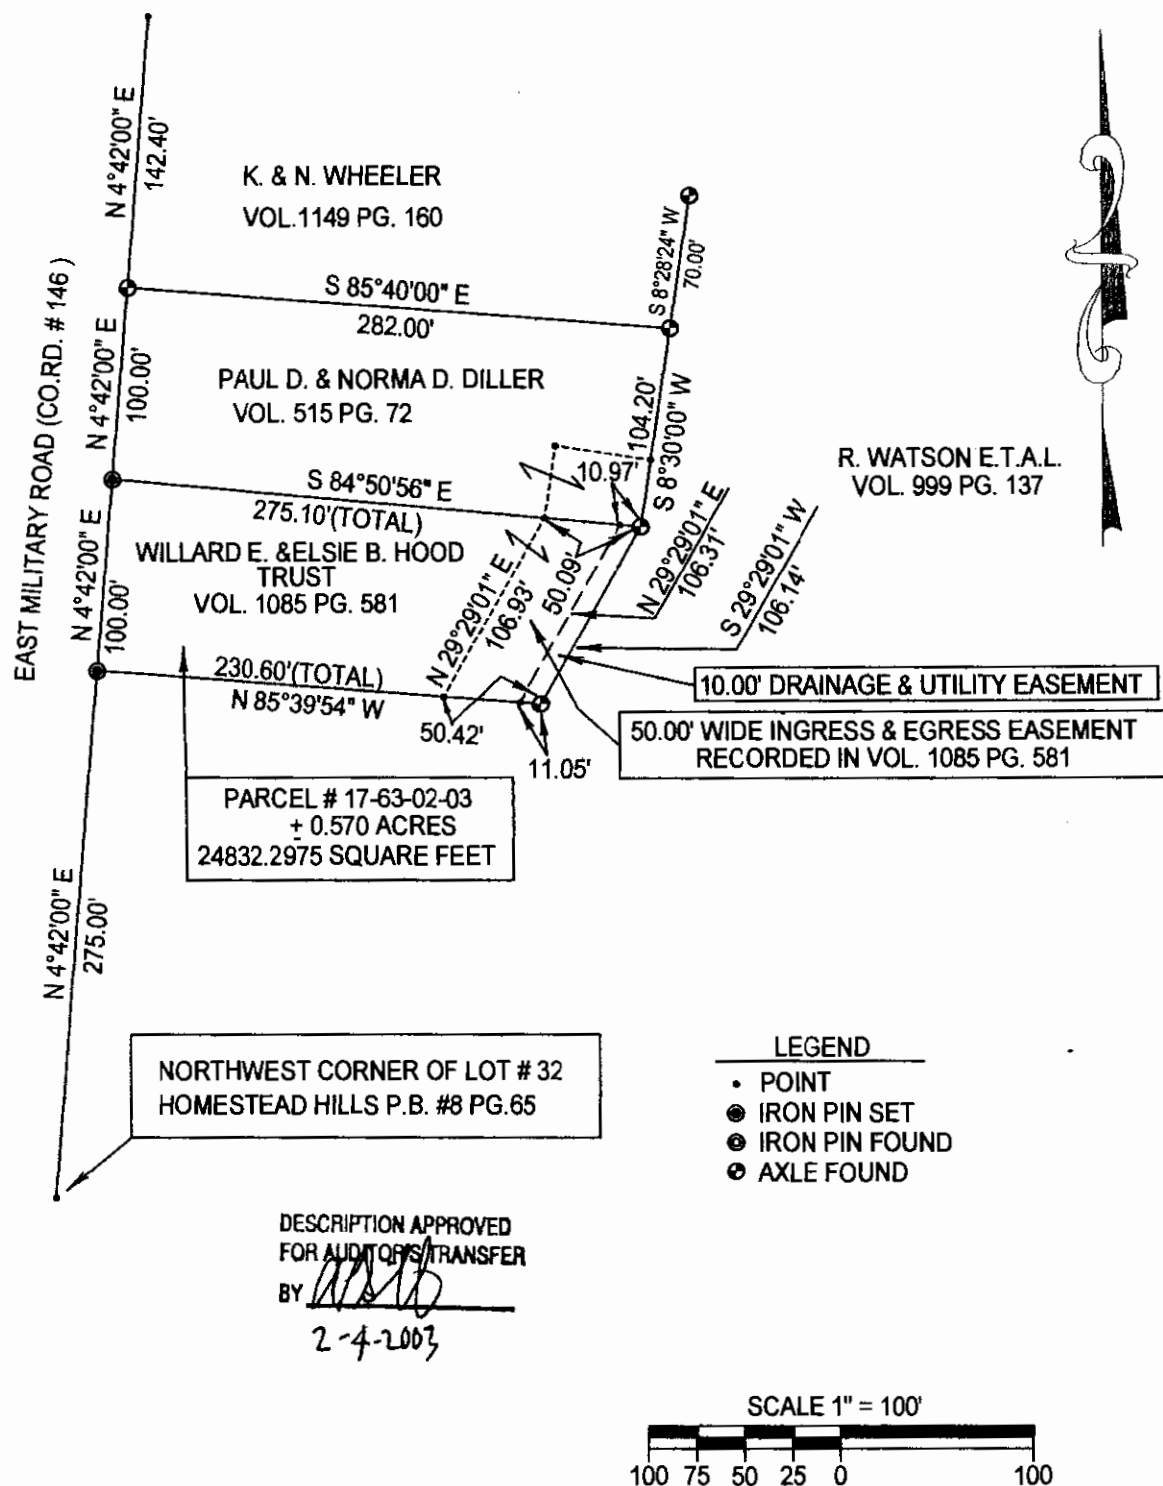 N 4°42'00" E
142.40'
K. & N. WHEELER
VOL.1149 PG. 160
S 8°28'24" W
70.00'
S 85°40'00" E
282.00'
EAST MILITARY ROAD (CO.RD. # 146 )
N 4°42'00" E
100.00'
PAUL D. & NORMA D. DILLER
VOL. 515 PG. 72
104.20'
S 8°30'00" W
R. WATSON E.T.A.L.
VOL. 999 PG. 137
10.97'
S 84°50'56" E
275.10'(TOTAL)
N 4°42'00" E
100.00'
WILLARD E. &ELSIE B. HOOD
TRUST
VOL. 1085 PG. 581
N 29°29'01" E
106.93'
50.09'
N 29°29'01" E
106.31'
S 29°29'01" W
106.14'
230.60'(TOTAL)
N 85°39'54" W
50.42'
11.05'
10.00' DRAINAGE & UTILITY EASEMENT
50.00' WIDE INGRESS & EGRESS EASEMENT
RECORDED IN VOL. 1085 PG. 581
PARCEL # 17-63-02-03
± 0.570 ACRES
24832.2975 SQUARE FEET
N 4°42'00" E
275.00'
NORTHWEST CORNER OF LOT # 32
HOMESTEAD HILLS P.B. #8 PG.65
LEGEND
POINT
IRON PIN SET
IRON PIN FOUND
AXLE FOUND
DESCRIPTION APPROVED
FOR AUDITOR'S TRANSFER
BY
2-4-2003
SCALE 1" = 100'
100 75 50 25 0 100